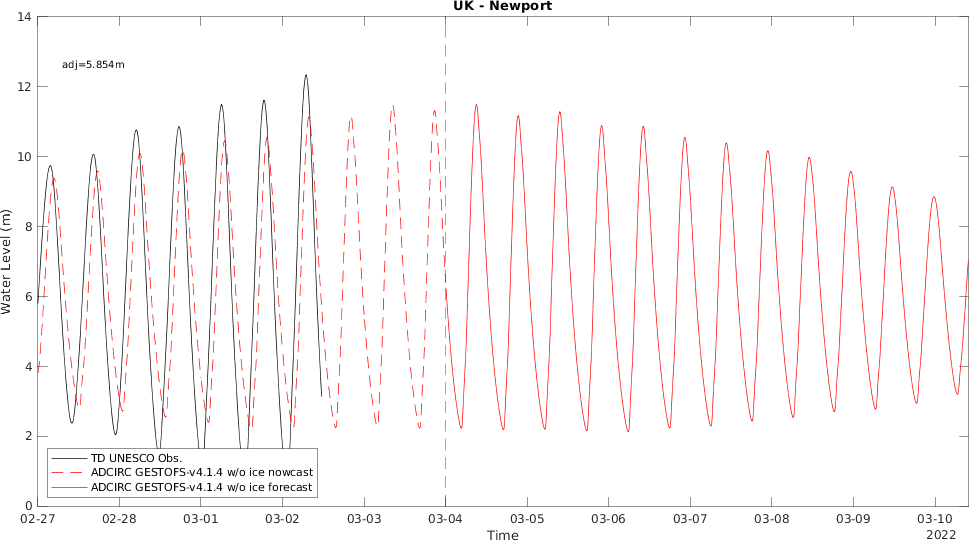 UK - Newport
14
adj=5.854m
12
10
8
Water Level (m)
6
4
2
TD UNESCO Obs.
ADCIRC GESTOFS-v4.1.4 w/o ice nowcast
ADCIRC GESTOFS-v4.1.4 w/o ice forecast
0
02-27 02-28 03-01 03-02 03-03 03-04 03-05 03-06 03-07 03-08 03-09 03-10
Time 2022